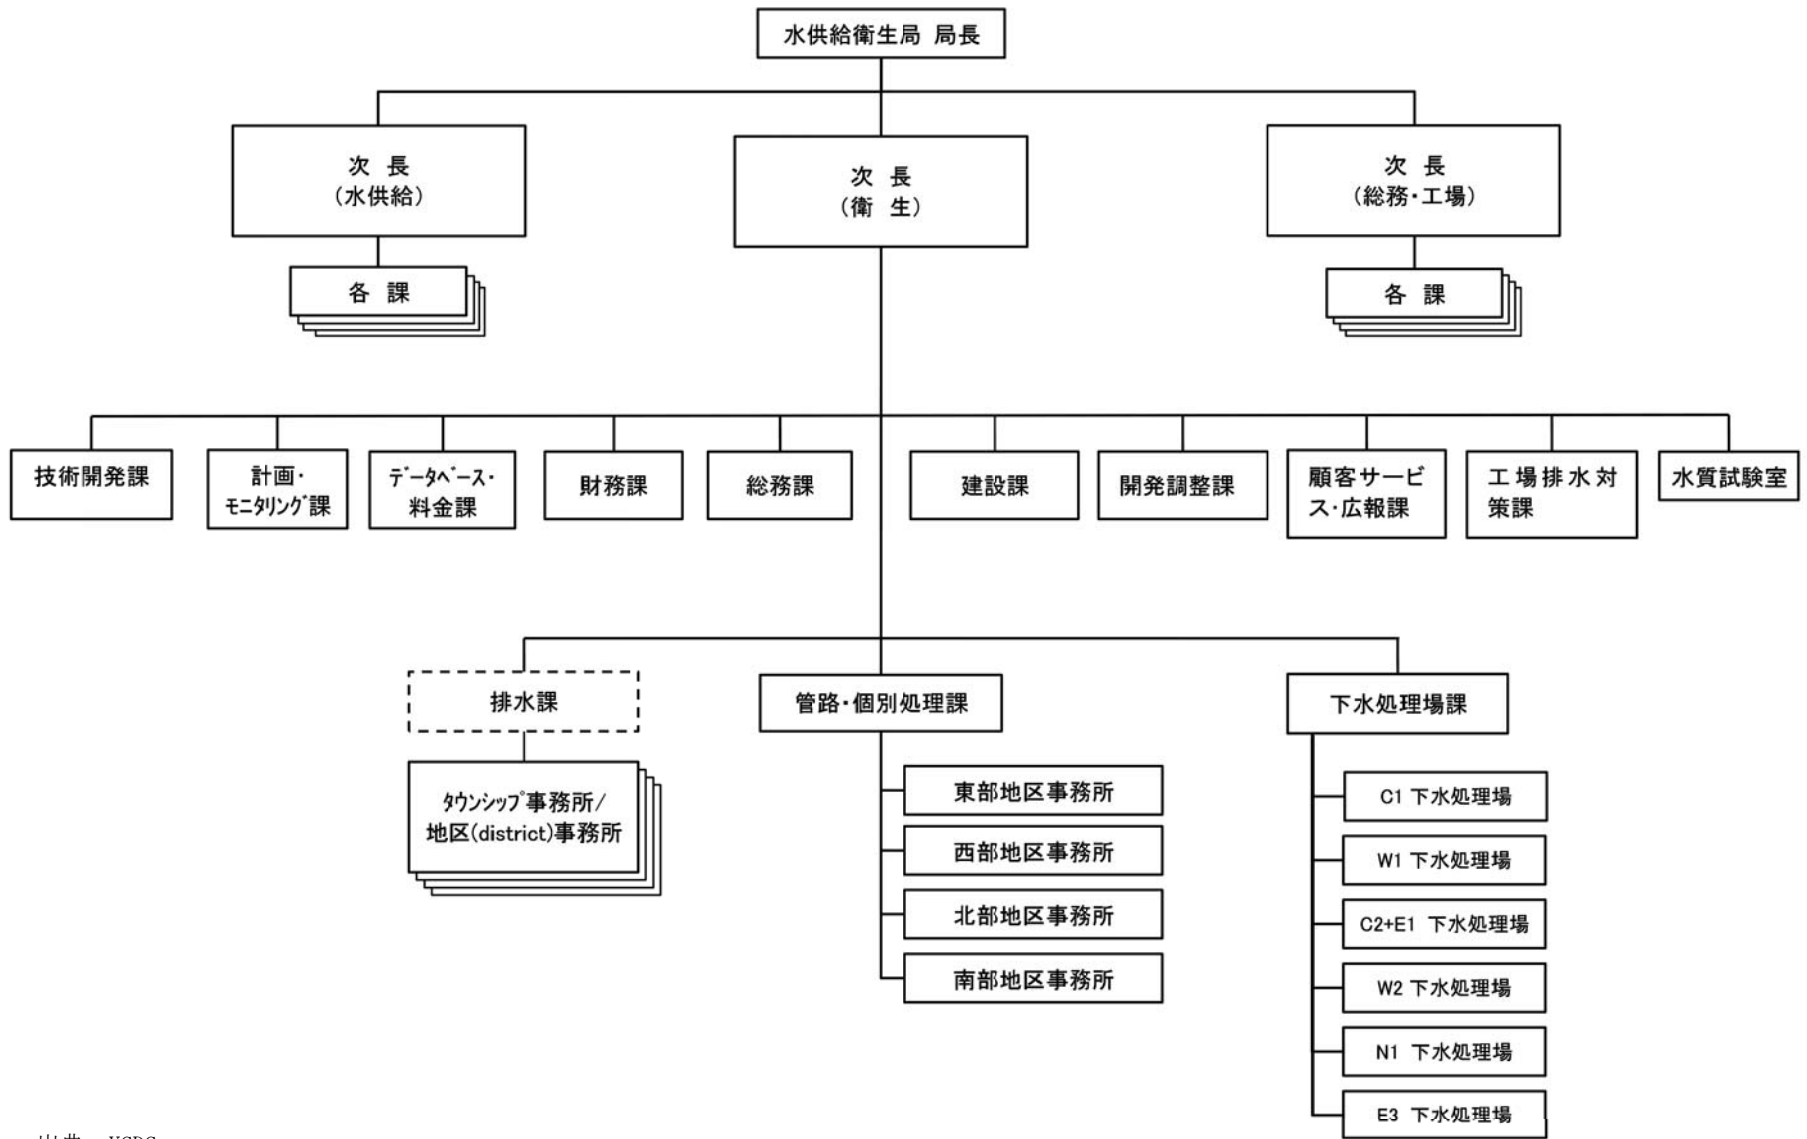 水供給衛生局 局長
次 長
(水供給)
次 長
(衛 生)
次 長
(総務・工場)
各 課
各 課
技術開発課
計画・
ﾓﾆﾀﾘﾝｸﾞ課
ﾃﾞｰﾀﾍﾞｰｽ・
料金課
財務課
総務課
建設課
開発調整課
顧客サービ
ス・広報課
工場排水対
策課
水質試験室
排水課
管路・個別処理課
下水処理場課
ﾀｳﾝｼｯﾌﾟ事務所/
地区(district)事務所
東部地区事務所
西部地区事務所
北部地区事務所
南部地区事務所
C1 下水処理場
W1 下水処理場
C2+E1 下水処理場
W2 下水処理場
N1 下水処理場
E3 下水処理場